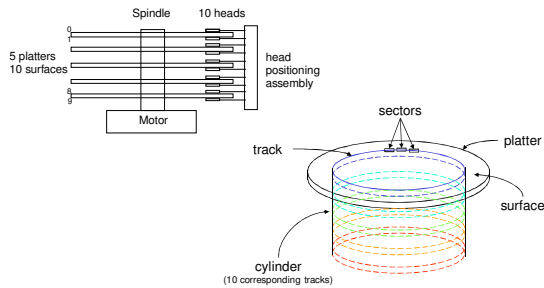 Spindle
10 heads
0
1
5 platters
10 surfaces
8
9
head
positioning
assembly
Motor
sectors
track
platter
surface
cylinder
(10 corresponding tracks)